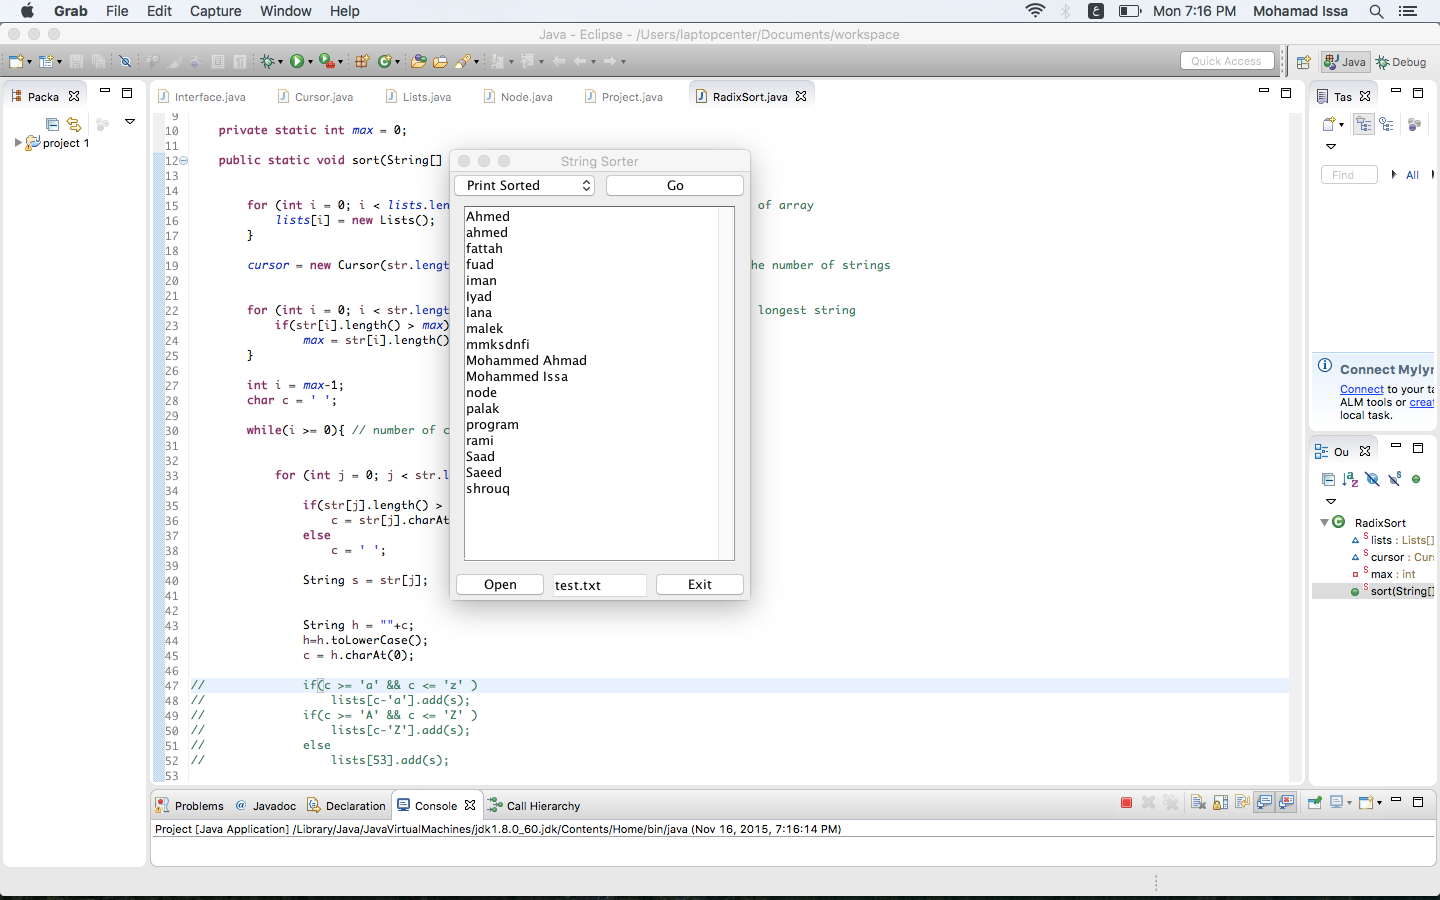 Grab File Edit Capture Window Help Mon 7:16 PM Mohamad Issa
Java - Eclipse - /Users/laptopcenter/Documents/workspace
Quick Access Java Debug
Packa
project 1
Interface.java Cursor.java Lists.java Node.java Project.java RadixSort.java
9
10 private static int max = 0;
11
12 public static void sort(String[]
13
14
15 for (int i = 0; i < lists.len of array
16 lists[i] = new Lists();
17 }
18
19 cursor = new Cursor(str.lengt he number of strings
20
21
22 for (int i = 0; i < str.lengt longest string
23 if(str[i].length() > max)
24 max = str[i].length()
25 }
26
27 int i = max-1;
28 char c = ' ';
29
30 while(i >= 0){ // number of c
31
32
33 for (int j = 0; j < str.l
34
35 if(str[j].length() >
36 c = str[j].charAt
37 else
38 c = ' ';
39
40 String s = str[j];
41
42
43 String h = ""+c;
44 h=h.toLowerCase();
45 c = h.charAt(0);
46
47 // if(c >= 'a' && c <= 'z' )
48 // lists[c-'a'].add(s);
49 // if(c >= 'A' && c <= 'Z' )
50 // lists[c-'Z'].add(s);
51 // else
52 // lists[53].add(s);
53
String Sorter
Print Sorted Go
Ahmed
ahmed
fattah
fuad
iman
Iyad
lana
malek
mmksdnfi
Mohammed Ahmad
Mohammed Issa
node
palak
program
rami
Saad
Saeed
shrouq
Open test.txt Exit
Tas
Find All
Connect Mylyn
Connect to your ta
ALM tools or creat
local task.
Ou
RadixSort
lists : Lists[]
cursor : Curs
max : int
sort(String[]
Problems @ Javadoc Declaration Console Call Hierarchy
Project [Java Application] /Library/Java/JavaVirtualMachines/jdk1.8.0_60.jdk/Contents/Home/bin/java (Nov 16, 2015, 7:16:14 PM)